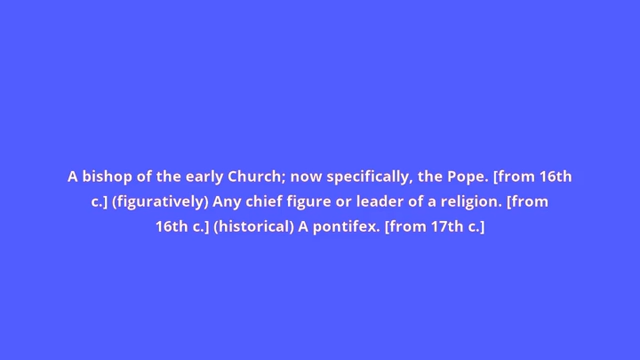 A bishop of the early Church; now specifically, the Pope. [from 16th
c.] (figuratively) Any chief figure or leader of a religion. [from
16th c.] (historical) A pontifex. [from 17th c.]